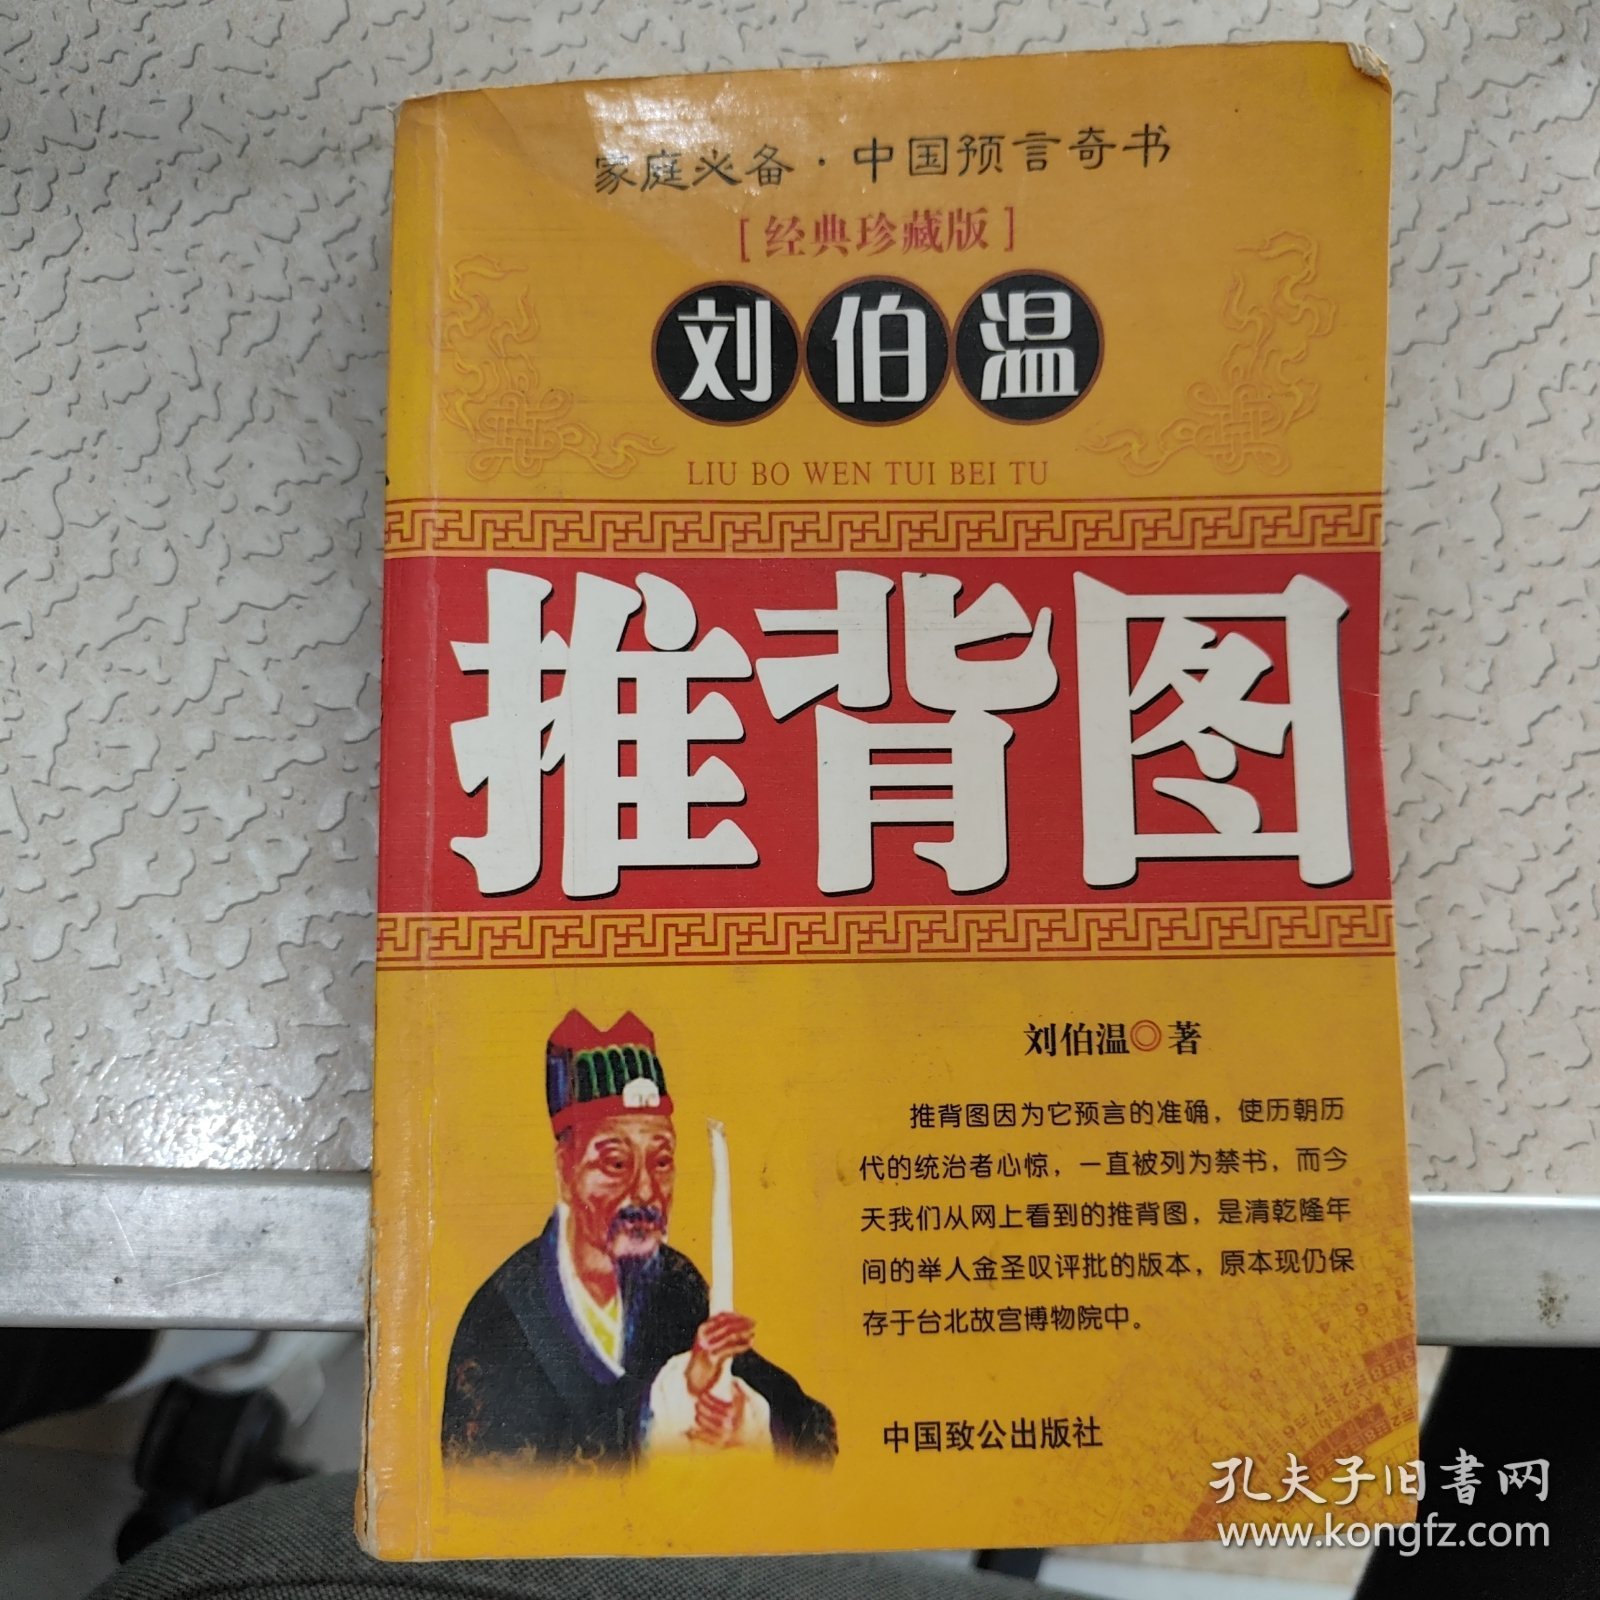 家庭必备·中国预言奇书
[经典珍藏版]
刘伯温
LIU BO WEN TUI BEI TU
推背图
刘伯温◎著
推背图因为它预言的准确，使历朝历
代的统治者心惊，一直被列为禁书，而今
天我们从网上看到的推背图，是清乾隆年
间的举人金圣叹评批的版本，原本现仍保
存于台北故宫博物院中。
中国致公出版社
孔夫子旧书网
www.kongfz.com